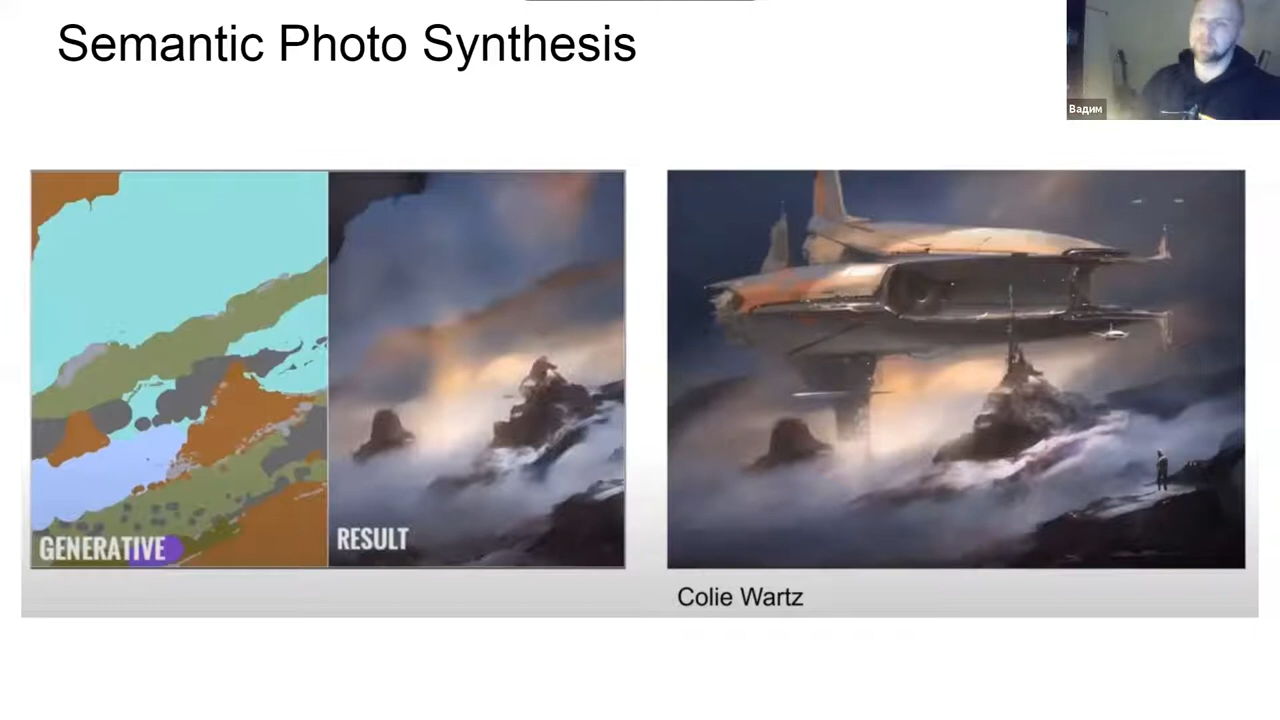 Semantic Photo Synthesis
Вадим
GENERATIVE
RESULT
Colie Wartz